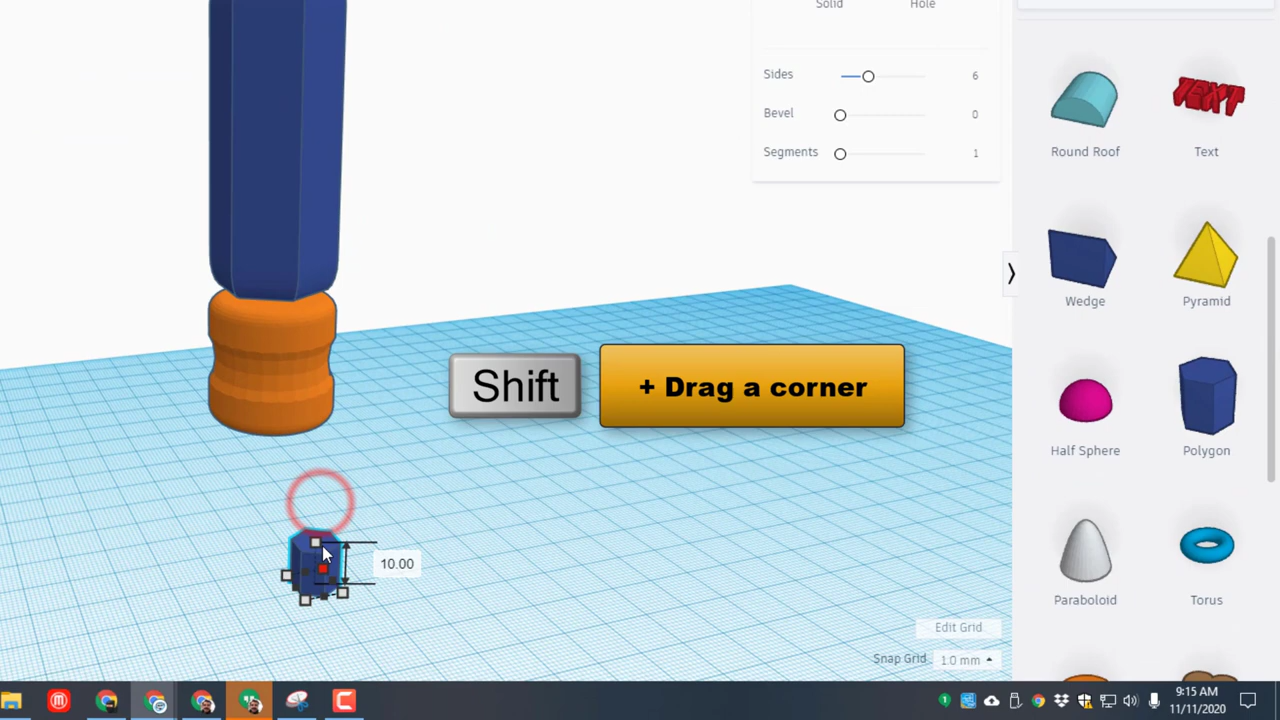 Solid Hole
Sides 6
Bevel 0
Segments 1
Round Roof Text
TEXT
Wedge Pyramid
Shift + Drag a corner
Half Sphere Polygon
10.00
Paraboloid Torus
Edit Grid
Snap Grid 1.0 mm
9:15 AM
11/11/2020